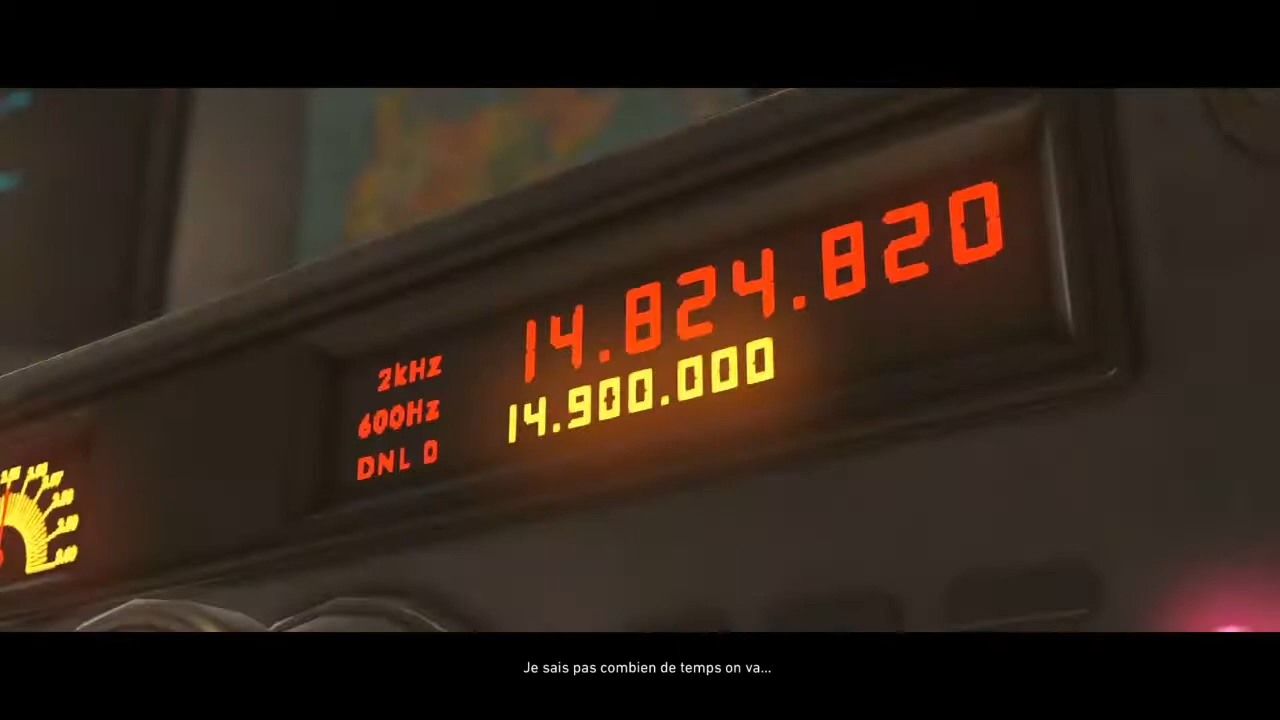 14.824.820
2kHz
14.900.000
600Hz
DNL 0
Je sais pas combien de temps on va...